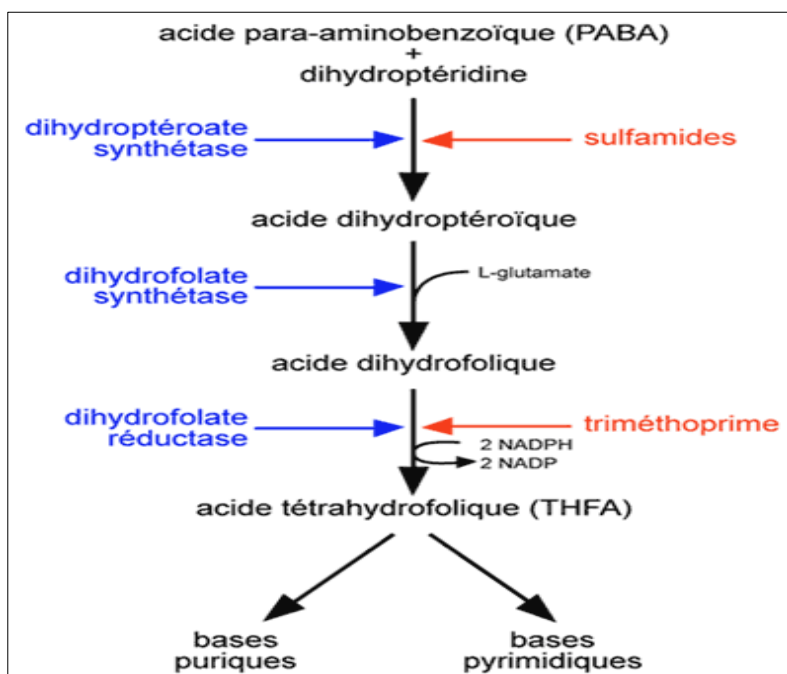 acide para-aminobenzoïque (PABA)
+
dihydroptéridine
dihydroptéroate
synthétase
sulfamides
acide dihydroptéroïque
dihydrofolate
synthétase
L-glutamate
acide dihydrofolique
dihydrofolate
réductase
triméthoprime
2 NADPH
2 NADP
acide tétrahydrofolique (THFA)
bases
puriques
bases
pyrimidiques